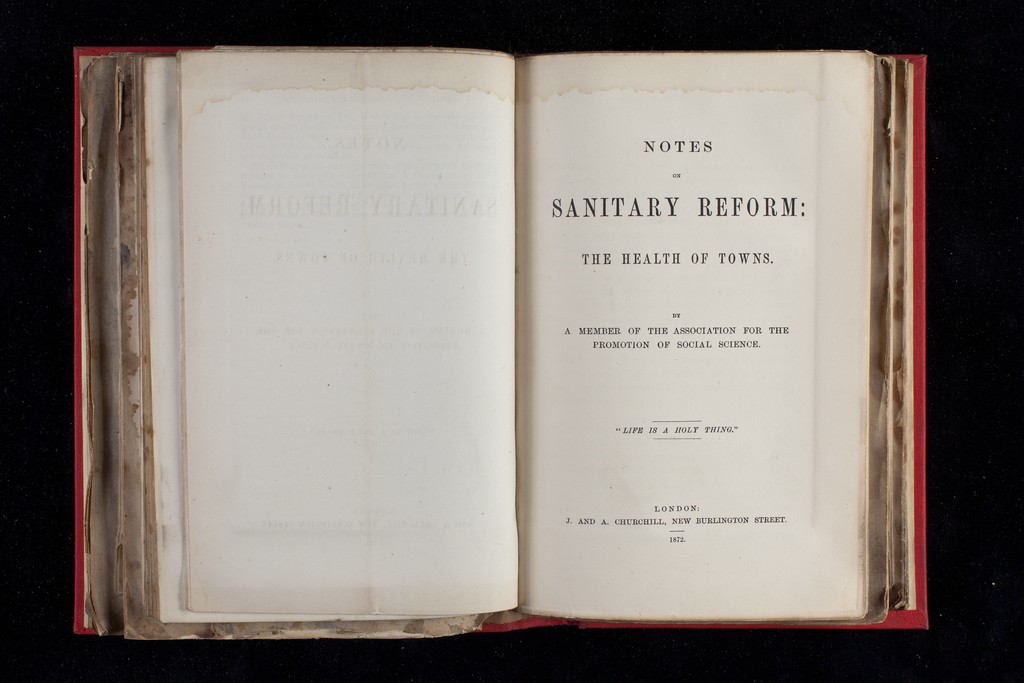 NOTES
ON
SANITARY REFORM:
THE HEALTH OF TOWNS.
BY
A MEMBER OF THE ASSOCIATION FOR THE
PROMOTION OF SOCIAL SCIENCE.
"LIFE IS A HOLY THING."
LONDON:
J. AND A. CHURCHILL, NEW BURLINGTON STREET.
1872.